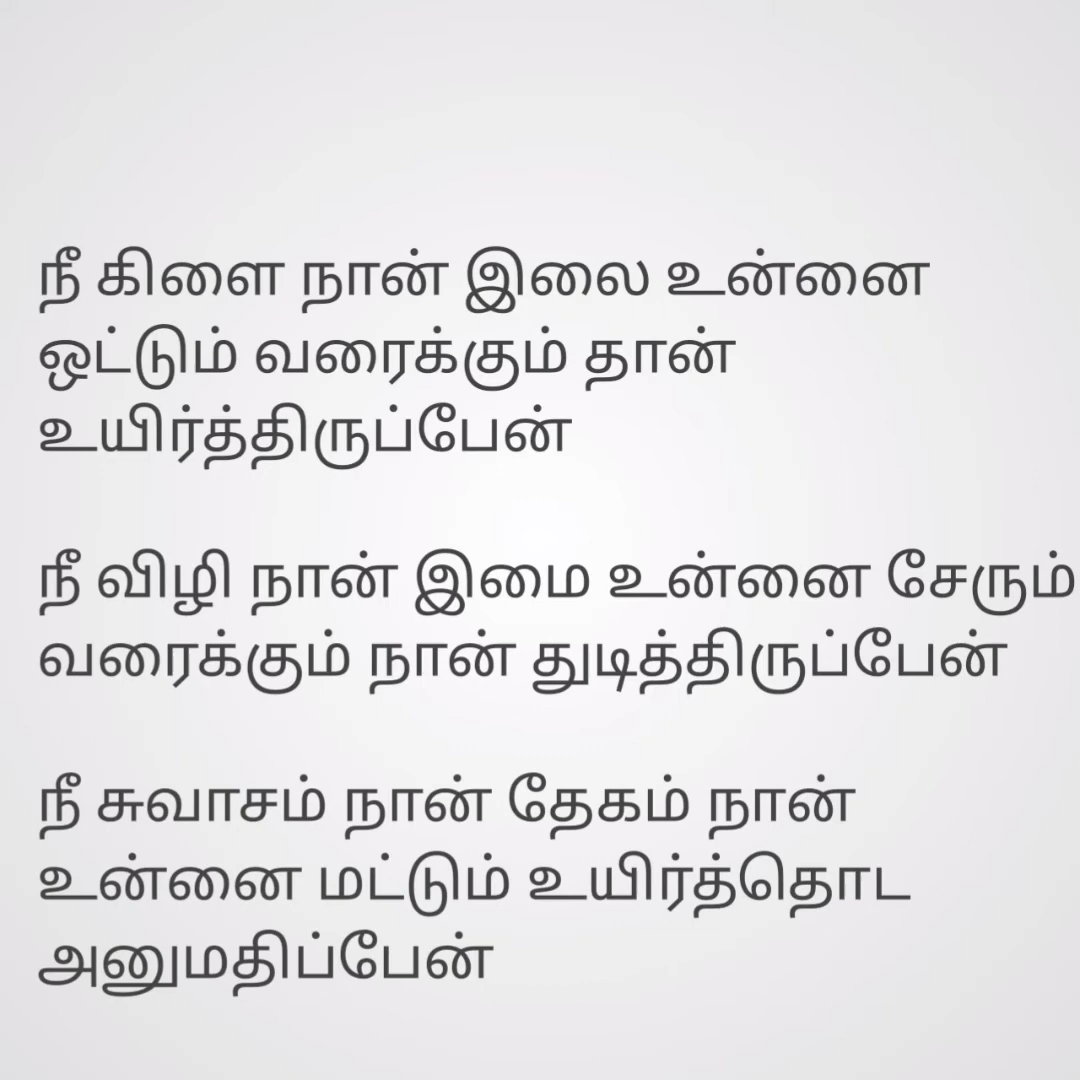 நீ கிளை நான் இலை உன்னை
ஒட்டும் வரைக்கும் தான்
உயிர்த்திருப்பேன்
நீ விழி நான் இமை உன்னை சேரும்
வரைக்கும் நான் துடித்திருப்பேன்
நீ சுவாசம் நான் தேகம் நான்
உன்னை மட்டும் உயிர்த்தொட
அனுமதிப்பேன்